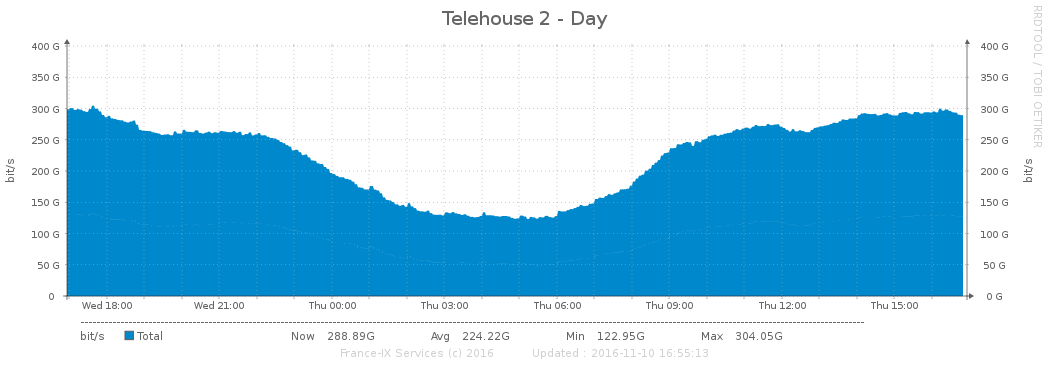 Telehouse 2 - Day
RRDTOOL / TOBI OETIKER
400 G 400 G
350 G 350 G
300 G 300 G
250 G 250 G
200 G 200 G
150 G 150 G
100 G 100 G
50 G 50 G
0 0 G
bit/s bit/s
Wed 18:00 Wed 21:00 Thu 00:00 Thu 03:00 Thu 06:00 Thu 09:00 Thu 12:00 Thu 15:00
bit/s Total Now 288.89G Avg 224.22G Min 122.95G Max 304.05G
France-IX Services (c) 2016 Updated : 2016-11-10 16:55:13